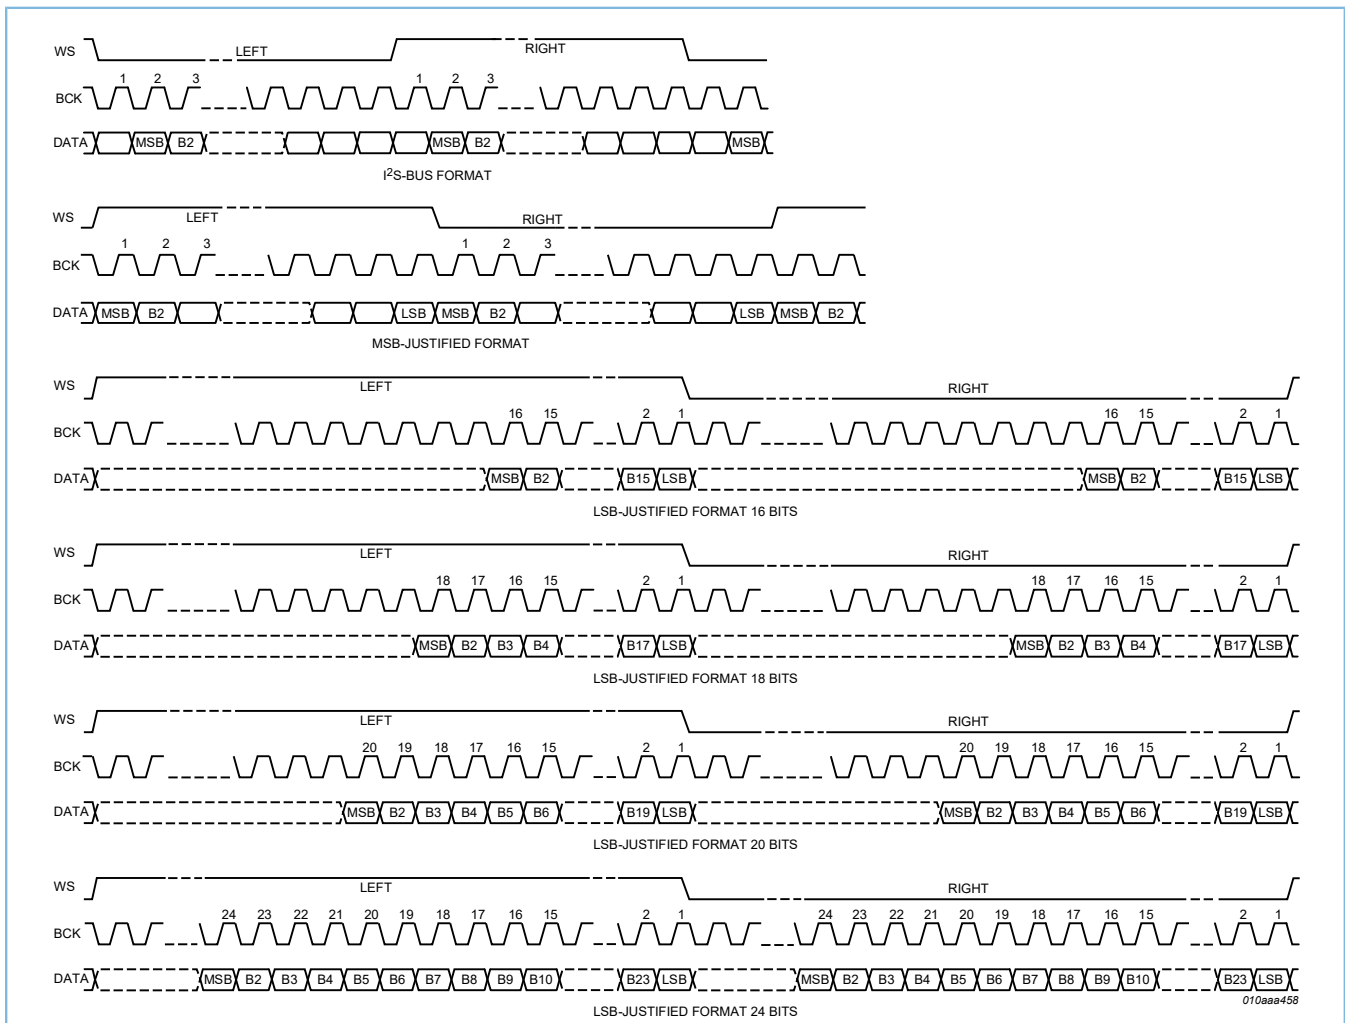 WS LEFT RIGHT
1 2 3 1 2 3
BCK
DATA MSB B2 MSB B2 MSB
I²S-BUS FORMAT
WS LEFT RIGHT
1 2 3 1 2 3
BCK
DATA MSB B2 LSB MSB B2 LSB MSB B2
MSB-JUSTIFIED FORMAT
WS LEFT RIGHT
16 15 2 1 16 15 2 1
BCK
DATA MSB B2 B15 LSB MSB B2 B15 LSB
LSB-JUSTIFIED FORMAT 16 BITS
WS LEFT RIGHT
18 17 16 15 2 1 18 17 16 15 2 1
BCK
DATA MSB B2 B3 B4 B17 LSB MSB B2 B3 B4 B17 LSB
LSB-JUSTIFIED FORMAT 18 BITS
WS LEFT RIGHT
20 19 18 17 16 15 2 1 20 19 18 17 16 15 2 1
BCK
DATA MSB B2 B3 B4 B5 B6 B19 LSB MSB B2 B3 B4 B5 B6 B19 LSB
LSB-JUSTIFIED FORMAT 20 BITS
WS LEFT RIGHT
24 23 22 21 20 19 18 17 16 15 2 1 24 23 22 21 20 19 18 17 16 15 2 1
BCK
DATA MSB B2 B3 B4 B5 B6 B7 B8 B9 B10 B23 LSB MSB B2 B3 B4 B5 B6 B7 B8 B9 B10 B23 LSB
010aaa458
LSB-JUSTIFIED FORMAT 24 BITS